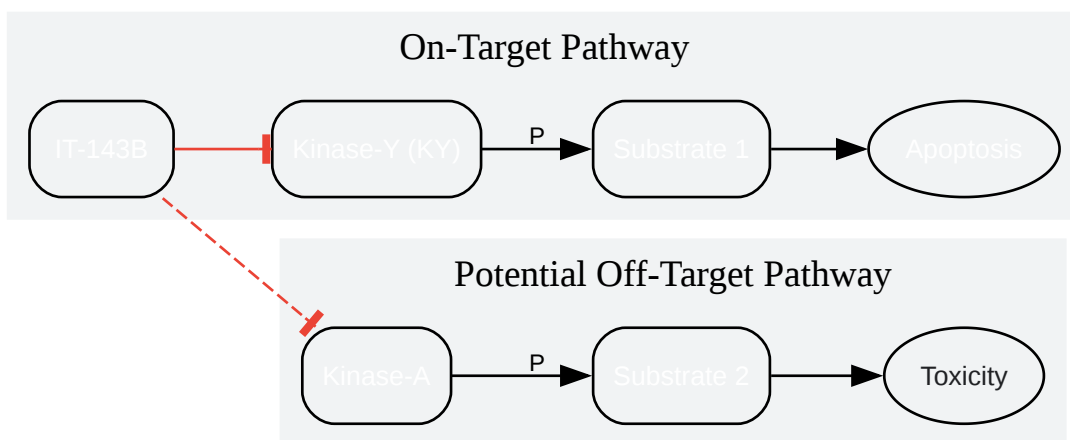 On-Target Pathway
IT-143B
Kinase-Y (KY)
P
Substrate 1
Apoptosis
Potential Off-Target Pathway
Kinase-A
P
Substrate 2
Toxicity